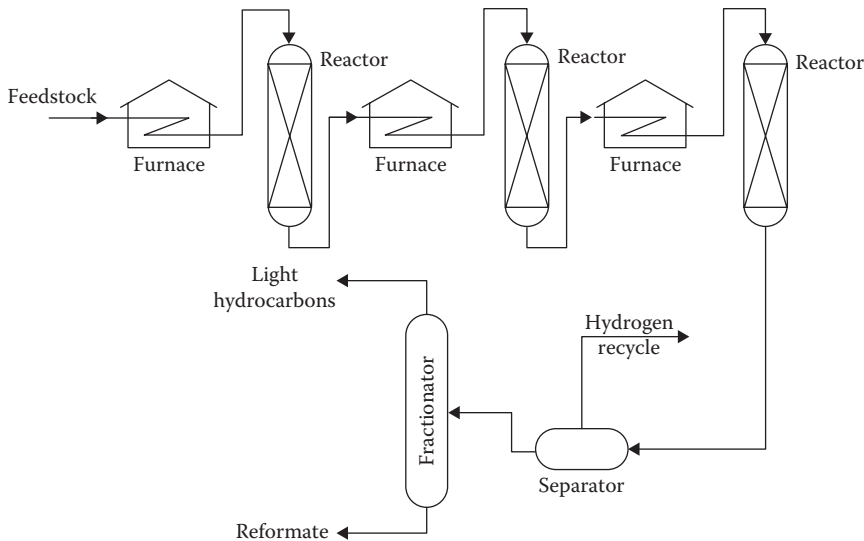 Reactor
Reactor
Reactor
Feedstock
Furnace
Furnace
Furnace
Light
hydrocarbons
Hydrogen
recycle
Fractionator
Separator
Reformate